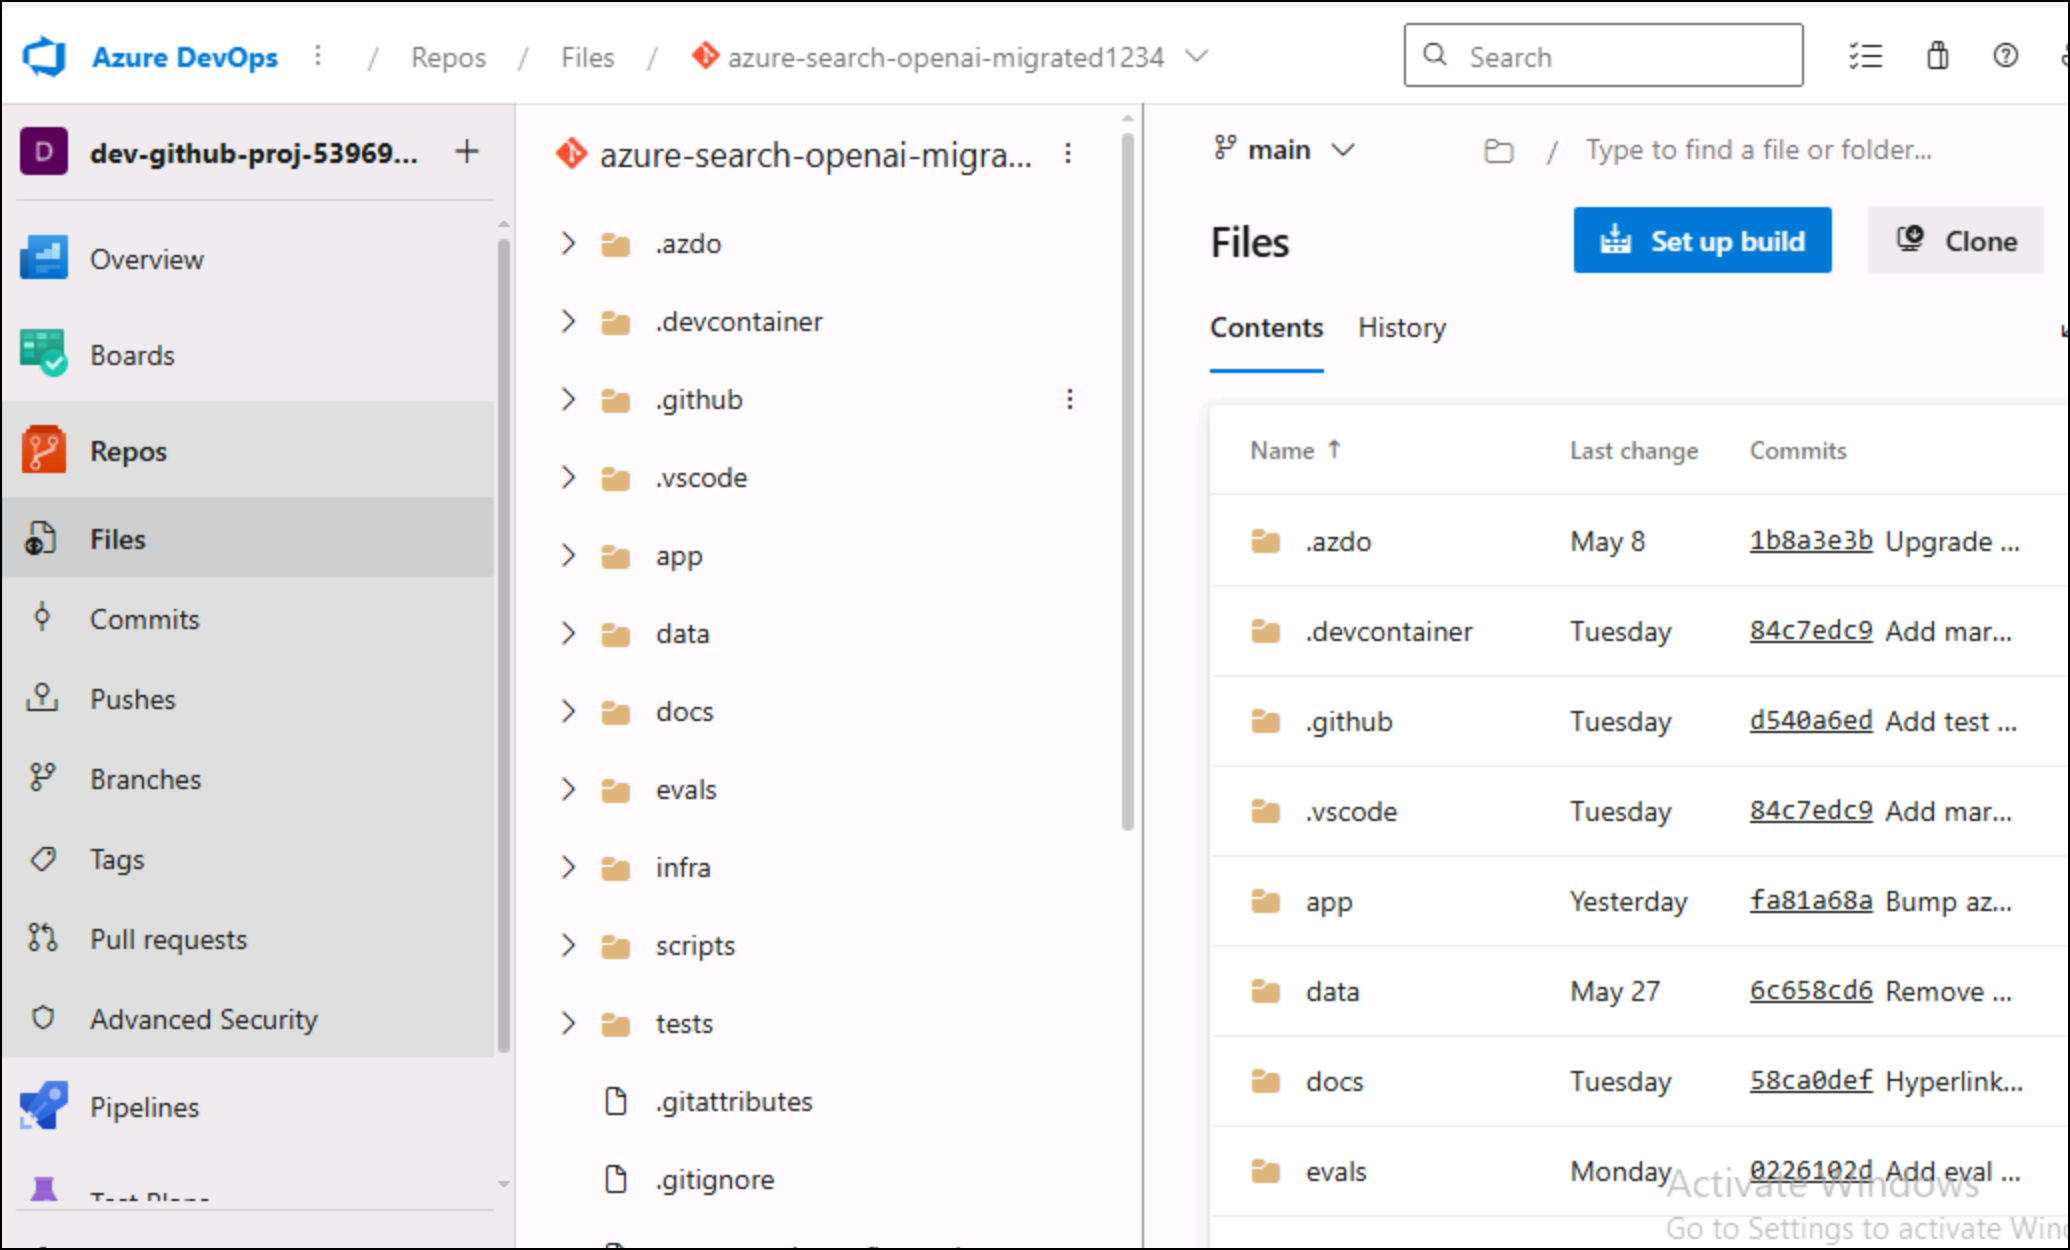 Azure DevOps / Repos / Files / azure-search-openai-migrated1234 Search
D dev-github-proj-53969... +
Overview
Boards
Repos
Files
Commits
Pushes
Branches
Tags
Pull requests
Advanced Security
Pipelines
Test Plans
azure-search-openai-migra...
.azdo
.devcontainer
.github
.vscode
app
data
docs
evals
infra
scripts
tests
.gitattributes
.gitignore
main / Type to find a file or folder...
Files Set up build Clone
Contents History
Name ↑ Last change Commits
.azdo May 8 1b8a3e3b Upgrade ...
.devcontainer Tuesday 84c7edc9 Add mar...
.github Tuesday d540a6ed Add test ...
.vscode Tuesday 84c7edc9 Add mar...
app Yesterday fa81a68a Bump az...
data May 27 6c658cd6 Remove ...
docs Tuesday 58ca0def Hyperlink...
evals Monday 0226102d Add eval ...
Activate Windows
Go to Settings to activate Win